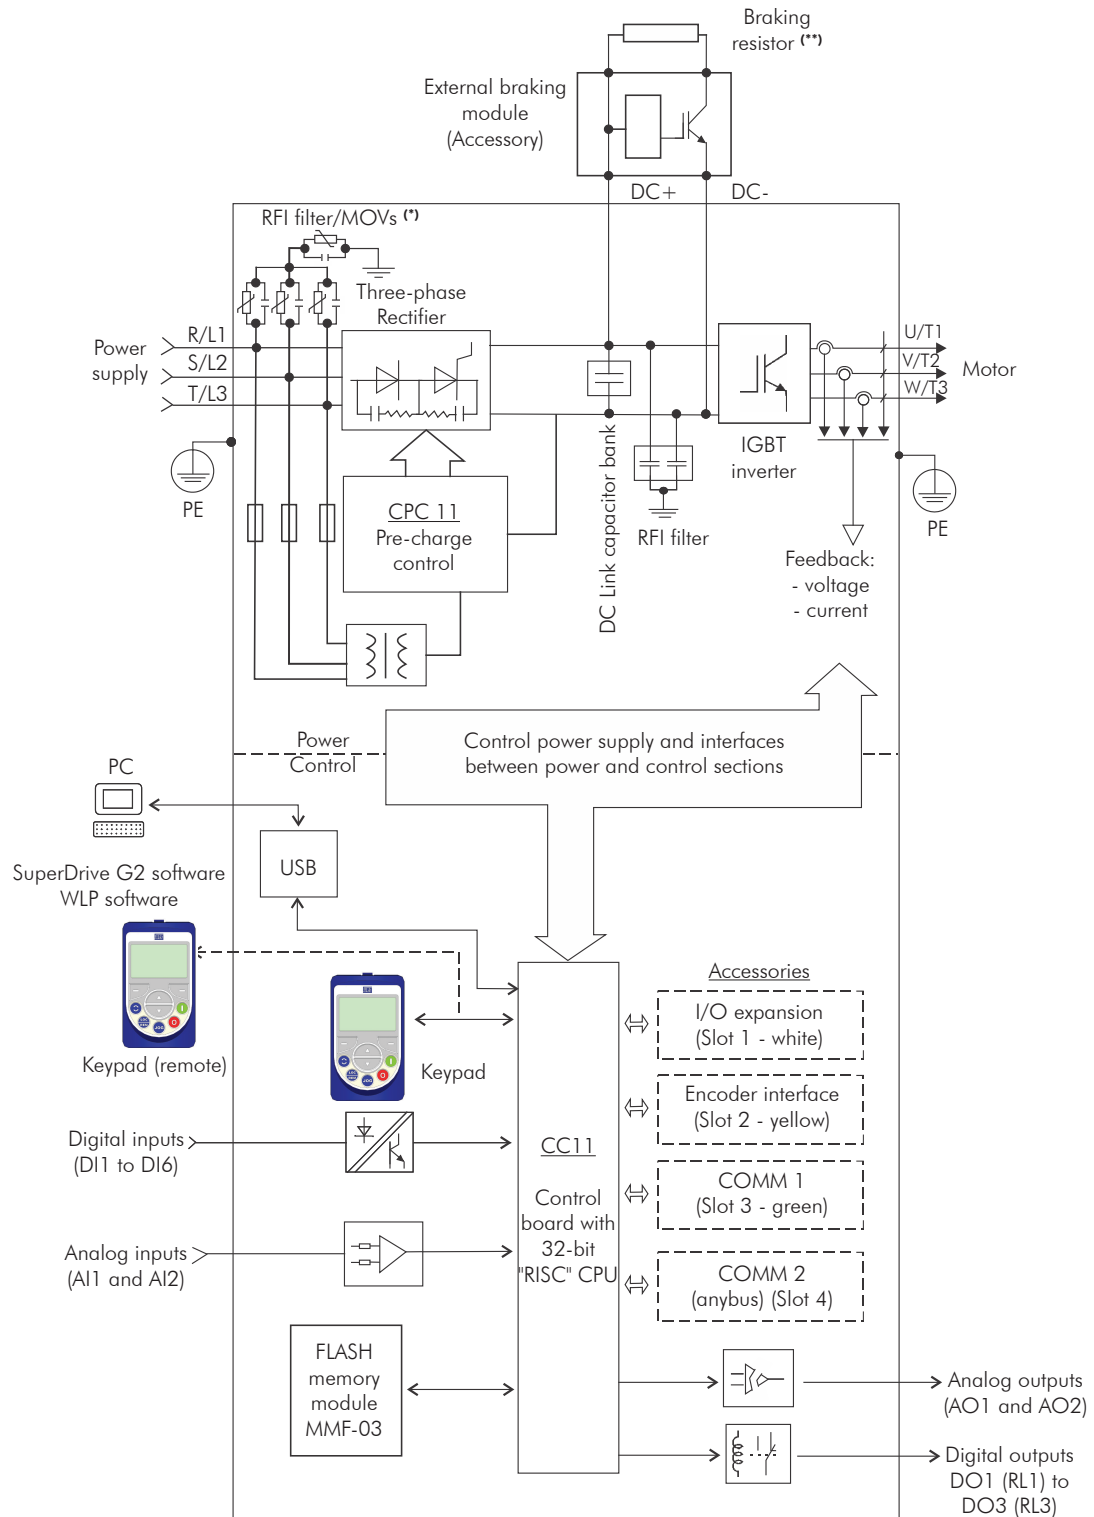 Braking
resistor (**)
External braking
module
(Accessory)
DC+
DC-
RFI filter/MOVs (*)
Three-phase
Rectifier
Power
supply
R/L1
S/L2
T/L3
U/T1
V/T2
W/T3
Motor
PE
CPC 11
Pre-charge
control
DC Link capacitor bank
RFI filter
IGBT
inverter
PE
Feedback:
- voltage
- current
Power
Control
Control power supply and interfaces
between power and control sections
PC
USB
SuperDrive G2 software
WLP software
Keypad (remote)
Keypad
Accessories
I/O expansion
(Slot 1 - white)
Encoder interface
(Slot 2 - yellow)
COMM 1
(Slot 3 - green)
COMM 2
(anybus) (Slot 4)
Digital inputs
(DI1 to DI6)
CC11
Control
board with
32-bit
"RISC" CPU
Analog inputs
(AI1 and AI2)
FLASH
memory
module
MMF-03
Analog outputs
(AO1 and AO2)
Digital outputs
DO1 (RL1) to
DO3 (RL3)